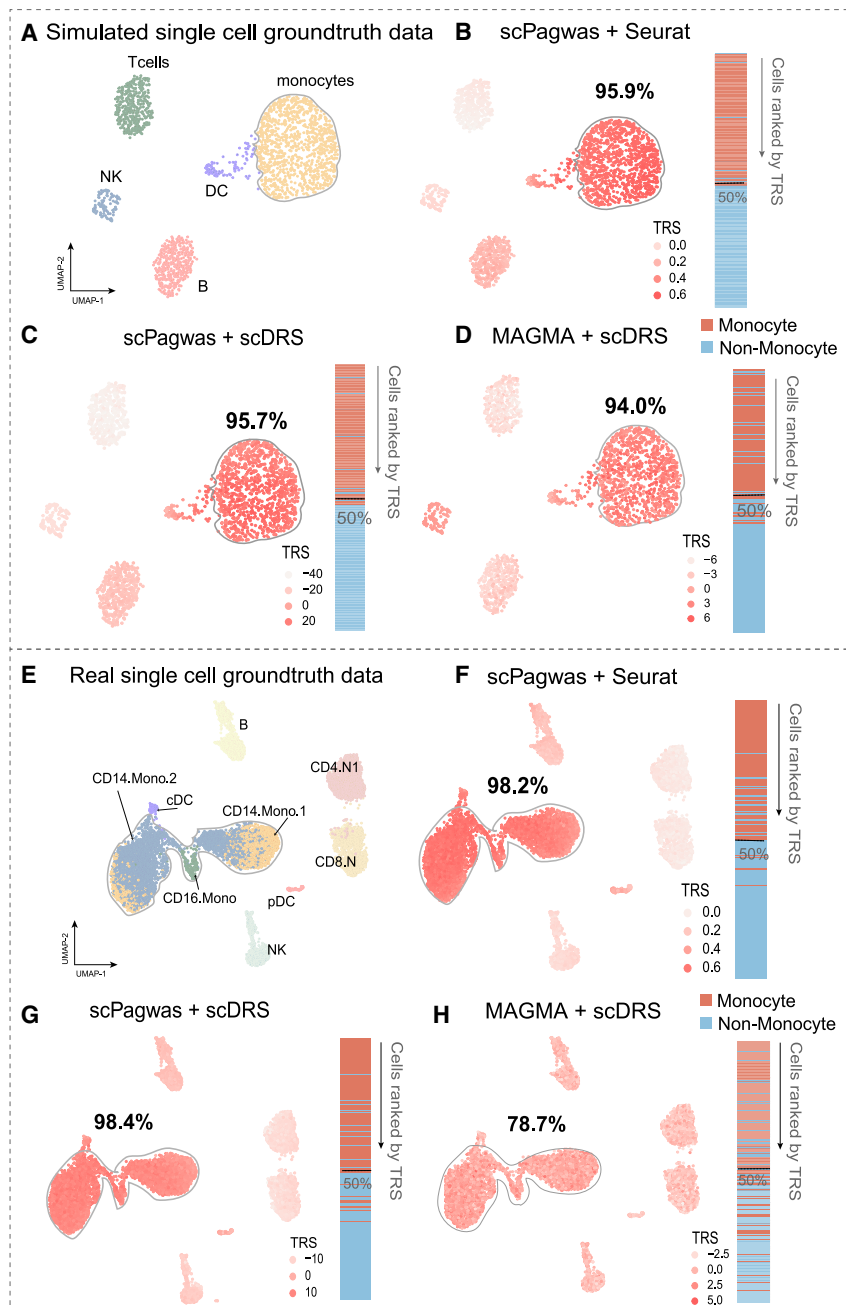 A Simulated single cell groundtruth data
Tcells
monocytes
NK
DC
B
UMAP-2
UMAP-1
B scPagwas + Seurat
95.9%
Cells ranked by TRS
50%
TRS
0.0
0.2
0.4
0.6
Monocyte
Non-Monocyte
C scPagwas + scDRS
95.7%
Cells ranked by TRS
50%
TRS
−40
−20
0
20
D MAGMA + scDRS
94.0%
Cells ranked by TRS
50%
TRS
−6
−3
0
3
6
E Real single cell groundtruth data
B
CD4.N1
CD14.Mono.2
cDC
CD14.Mono.1
CD8.N
CD16.Mono
pDC
NK
UMAP-2
UMAP-1
F scPagwas + Seurat
98.2%
Cells ranked by TRS
50%
TRS
0.0
0.2
0.4
0.6
Monocyte
Non-Monocyte
G scPagwas + scDRS
98.4%
Cells ranked by TRS
50%
TRS
−10
0
10
H MAGMA + scDRS
78.7%
Cells ranked by TRS
50%
TRS
−2.5
0.0
2.5
5.0